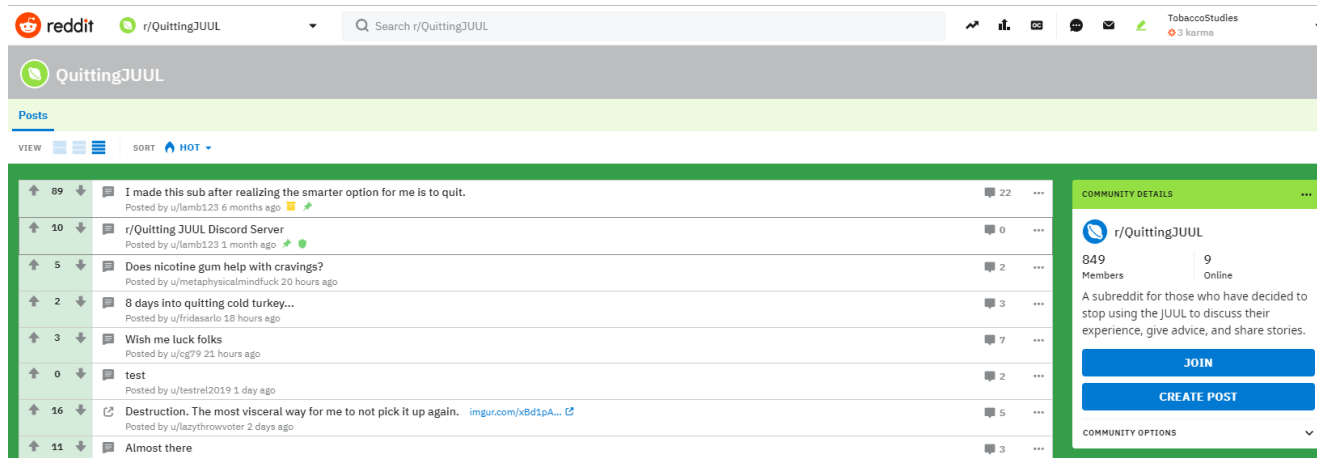 reddit r/QuittingJUUL Search r/QuittingJUUL TobaccoStudies
3 karma
QuittingJUUL
Posts
VIEW SORT HOT
89 I made this sub after realizing the smarter option for me is to quit. 22
Posted by u/lamb123 6 months ago
10 r/Quitting JUUL Discord Server 0
Posted by u/lamb123 1 month ago
5 Does nicotine gum help with cravings? 2
Posted by u/metaphysicalmindfuck 20 hours ago
2 8 days into quitting cold turkey... 3
Posted by u/fridasarlo 18 hours ago
3 Wish me luck folks 7
Posted by u/cg79 21 hours ago
0 test 2
Posted by u/testrel2019 1 day ago
16 Destruction. The most visceral way for me to not pick it up again. imgur.com/xBd1pA... 5
Posted by u/lazythrowvoter 2 days ago
11 Almost there 3
COMMUNITY DETAILS
r/QuittingJUUL
849 9
Members Online
A subreddit for those who have decided to
stop using the JUUL to discuss their
experience, give advice, and share stories.
JOIN
CREATE POST
COMMUNITY OPTIONS